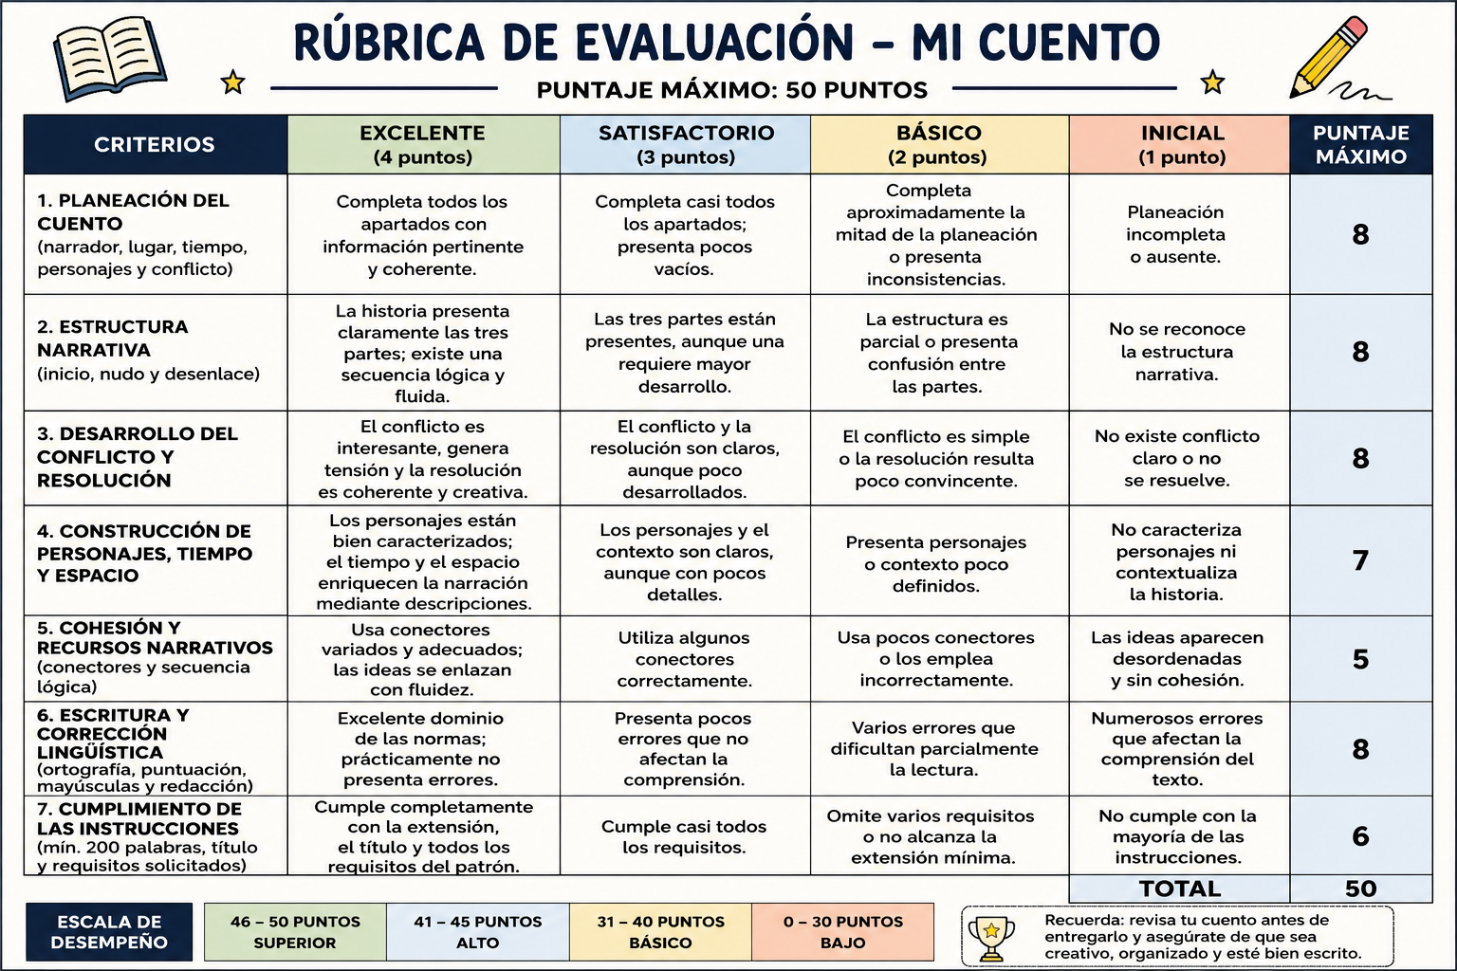 RÚBRICA DE EVALUACIÓN – MI CUENTO
PUNTAJE MÁXIMO: 50 PUNTOS
CRITERIOS
EXCELENTE
(4 puntos)
SATISFACTORIO
(3 puntos)
BÁSICO
(2 puntos)
INICIAL
(1 punto)
PUNTAJE
MÁXIMO
1. PLANEACIÓN DEL
CUENTO
(narrador, lugar, tiempo,
personajes y conflicto)
Completa todos los
apartados con
información pertinente
y coherente.
Completa casi todos
los apartados;
presenta pocos
vacíos.
Completa
aproximadamente la
mitad de la planeación
o presenta
inconsistencias.
Planeación
incompleta
o ausente.
8
2. ESTRUCTURA
NARRATIVA
(inicio, nudo y desenlace)
La historia presenta
claramente las tres
partes; existe una
secuencia lógica y
fluida.
Las tres partes están
presentes, aunque una
requiere mayor
desarrollo.
La estructura es
parcial o presenta
confusión entre
las partes.
No se reconoce
la estructura
narrativa.
8
3. DESARROLLO DEL
CONFLICTO Y
RESOLUCIÓN
El conflicto es
interesante, genera
tensión y la resolución
es coherente y creativa.
El conflicto y la
resolución son claros,
aunque poco
desarrollados.
El conflicto es simple
o la resolución resulta
poco convincente.
No existe conflicto
claro o no
se resuelve.
8
4. CONSTRUCCIÓN DE
PERSONAJES, TIEMPO
Y ESPACIO
Los personajes están
bien caracterizados;
el tiempo y el espacio
enriquecen la narración
mediante descripciones.
Los personajes y el
contexto son claros,
aunque con pocos
detalles.
Presenta personajes
o contexto poco
definidos.
No caracteriza
personajes ni
contextualiza
la historia.
7
5. COHESIÓN Y
RECURSOS NARRATIVOS
(conectores y secuencia
lógica)
Usa conectores
variados y adecuados;
las ideas se enlazan
con fluidez.
Utiliza algunos
conectores
correctamente.
Usa pocos conectores
o los emplea
incorrectamente.
Las ideas aparecen
desordenadas
y sin cohesión.
5
6. ESCRITURA Y
CORRECCIÓN
LINGÜÍSTICA
(ortografía, puntuación,
mayúsculas y redacción)
Excelente dominio
de las normas;
prácticamente no
presenta errores.
Presenta pocos
errores que no
afectan la
comprensión.
Varios errores que
dificultan parcialmente
la lectura.
Numerosos errores
que afectan la
comprensión del
texto.
8
7. CUMPLIMIENTO DE
LAS INSTRUCCIONES
(mín. 200 palabras, título
y requisitos solicitados)
Cumple completamente
con la extensión,
el título y todos los
requisitos del patrón.
Cumple casi todos
los requisitos.
Omite varios requisitos
o no alcanza la
extensión mínima.
No cumple con la
mayoría de las
instrucciones.
6
TOTAL
50
ESCALA DE
DESEMPEÑO
46 – 50 PUNTOS
SUPERIOR
41 – 45 PUNTOS
ALTO
31 – 40 PUNTOS
BÁSICO
0 – 30 PUNTOS
BAJO
Recuerda: revisa tu cuento antes de
entregarlo y asegúrate de que sea
creativo, organizado y esté bien escrito.